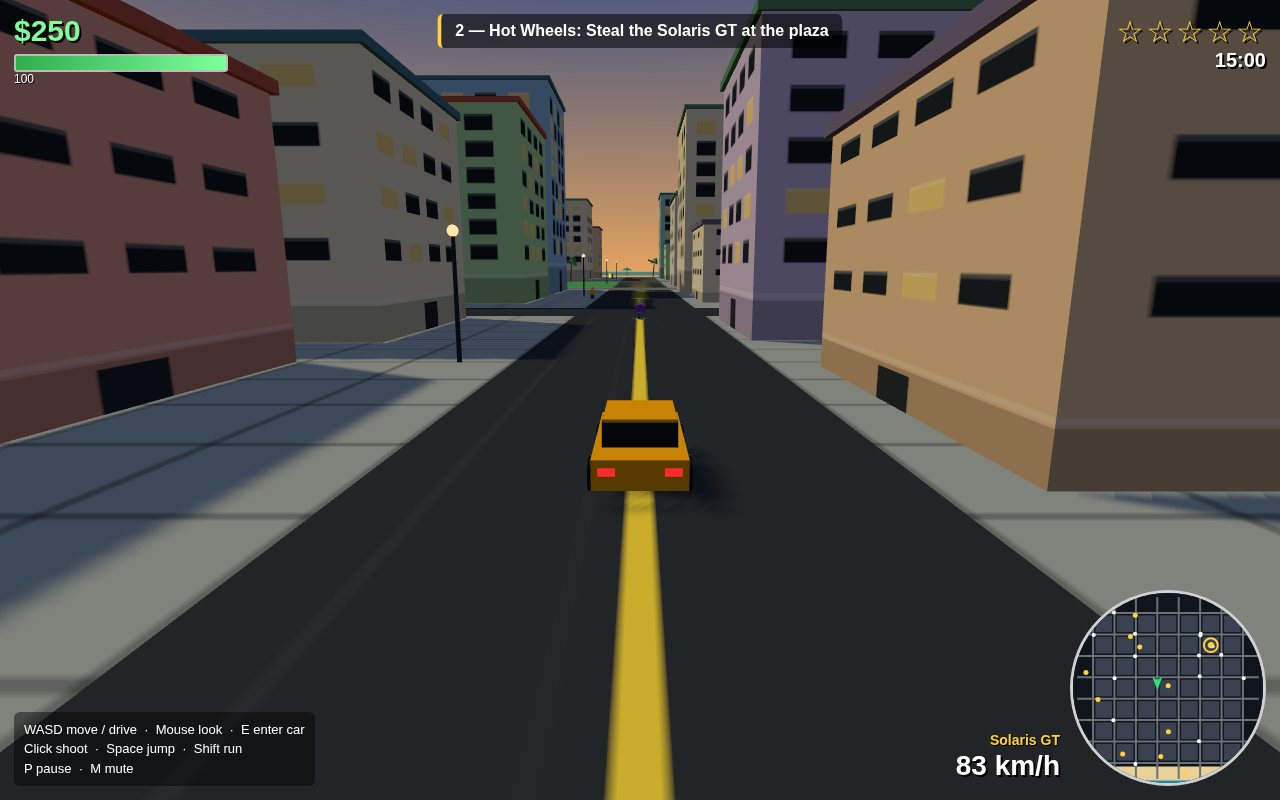 $250
100
2 — Hot Wheels: Steal the Solaris GT at the plaza
☆☆☆☆☆
15:00
WASD move / drive · Mouse look · E enter car
Click shoot · Space jump · Shift run
P pause · M mute
Solaris GT
83 km/h